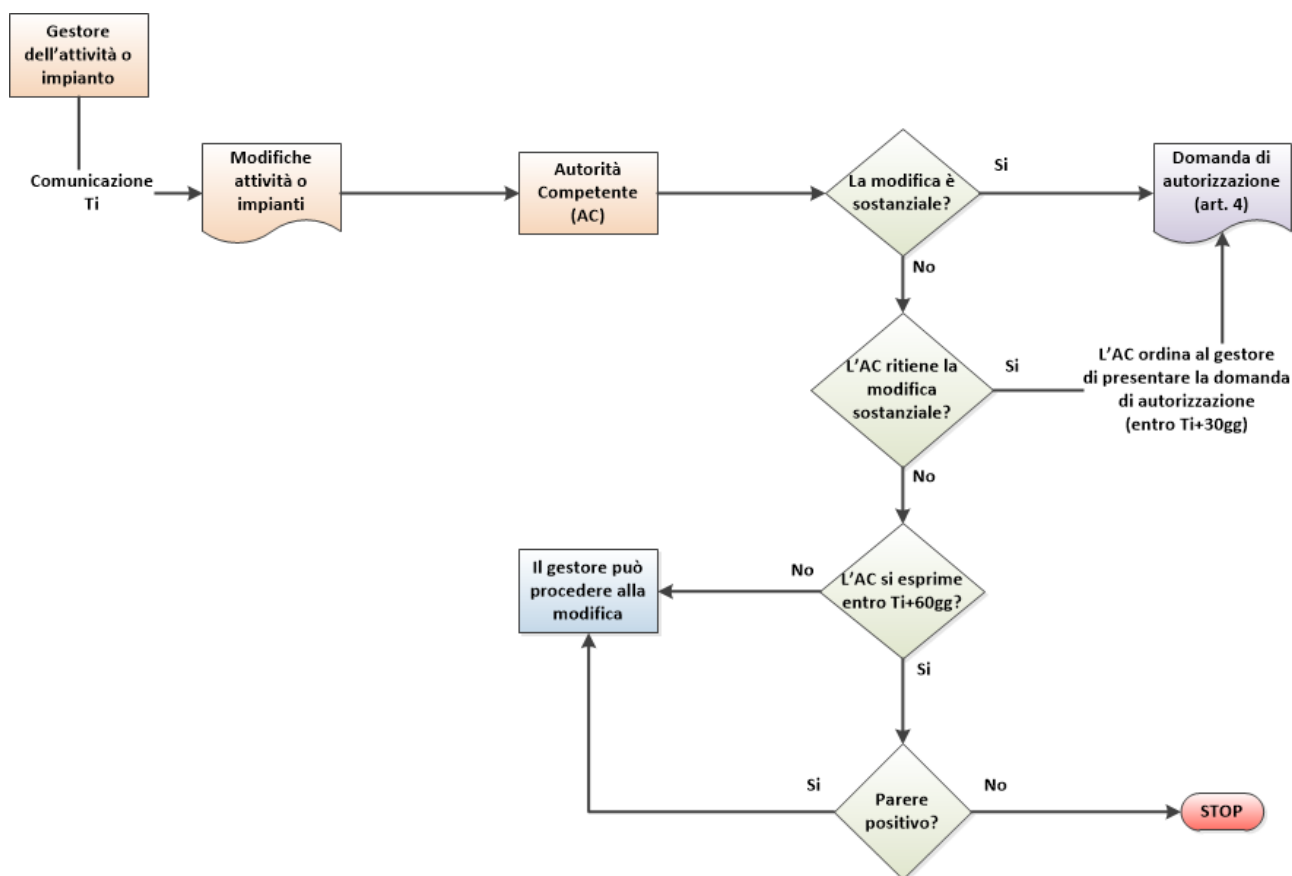 Gestore
dell'attività o
impianto
Comunicazione
Ti
Modifiche
attività o
impianti
Autorità
Competente
(AC)
La modifica è
sostanziale?
Si
Domanda di
autorizzazione
(art. 4)
No
L'AC ritiene la
modifica
sostanziale?
Si
L'AC ordina al gestore
di presentare la domanda
di autorizzazione
(entro Ti+30gg)
No
L'AC si esprime
entro Ti+60gg?
No
Il gestore può
procedere alla
modifica
Si
Parere
positivo?
Si
No
STOP